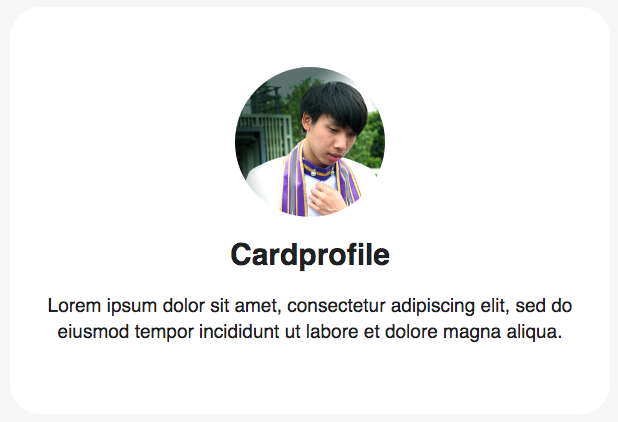 Cardprofile
Lorem ipsum dolor sit amet, consectetur adipiscing elit, sed do
eiusmod tempor incididunt ut labore et dolore magna aliqua.